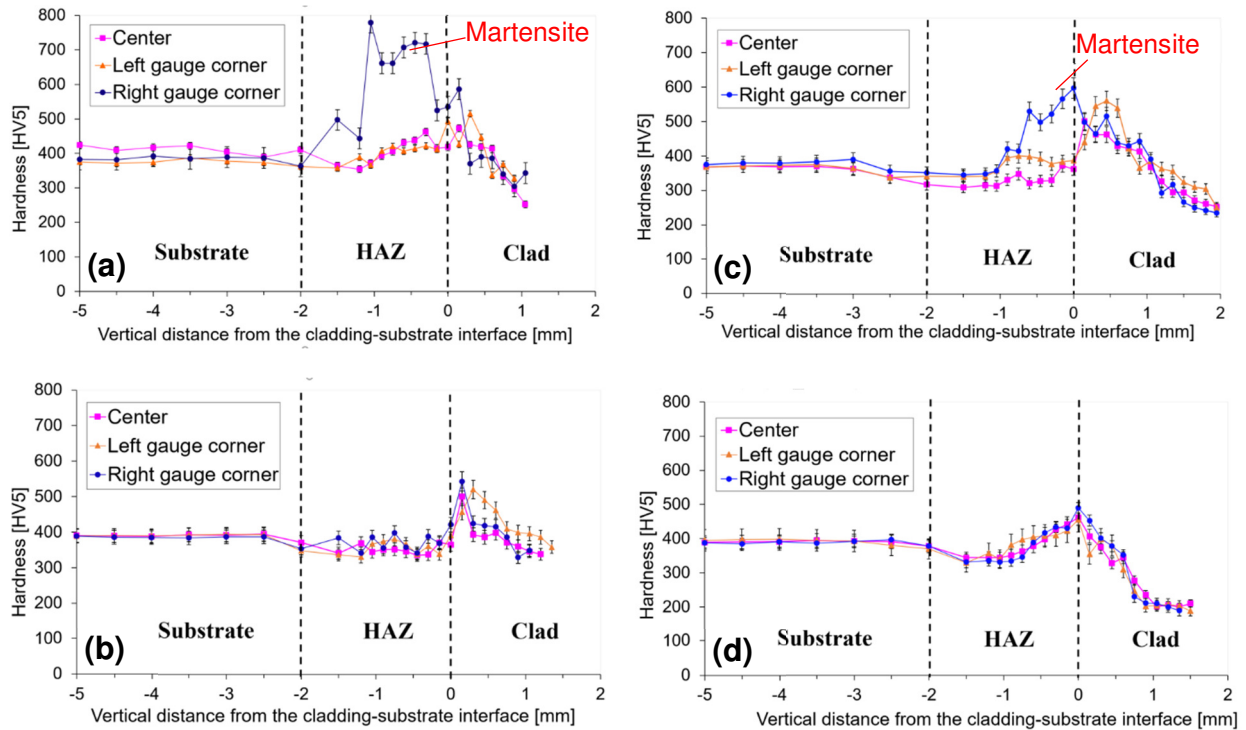 800
700
600
500
400
300
200
100
0
Hardness [HV5]
Center
Left gauge corner
Right gauge corner
Martensite
(a)
Substrate
HAZ
Clad
-5
-4
-3
-2
-1
0
1
2
Vertical distance from the cladding-substrate interface [mm]
800
700
600
500
400
300
200
100
0
Hardness [HV5]
Center
Left gauge corner
Right gauge corner
Martensite
(c)
Substrate
HAZ
Clad
-5
-4
-3
-2
-1
0
1
2
Vertical distance from the cladding-substrate interface [mm]
800
700
600
500
400
300
200
100
0
Hardness [HV5]
Center
Left gauge corner
Right gauge corner
(b)
Substrate
HAZ
Clad
-5
-4
-3
-2
-1
0
1
2
Vertical distance from the cladding-substrate interface [mm]
800
700
600
500
400
300
200
100
0
Hardness [HV5]
Center
Left gauge corner
Right gauge corner
(d)
Substrate
HAZ
Clad
-5
-4
-3
-2
-1
0
1
2
Vertical distance from the cladding-substrate interface [mm]